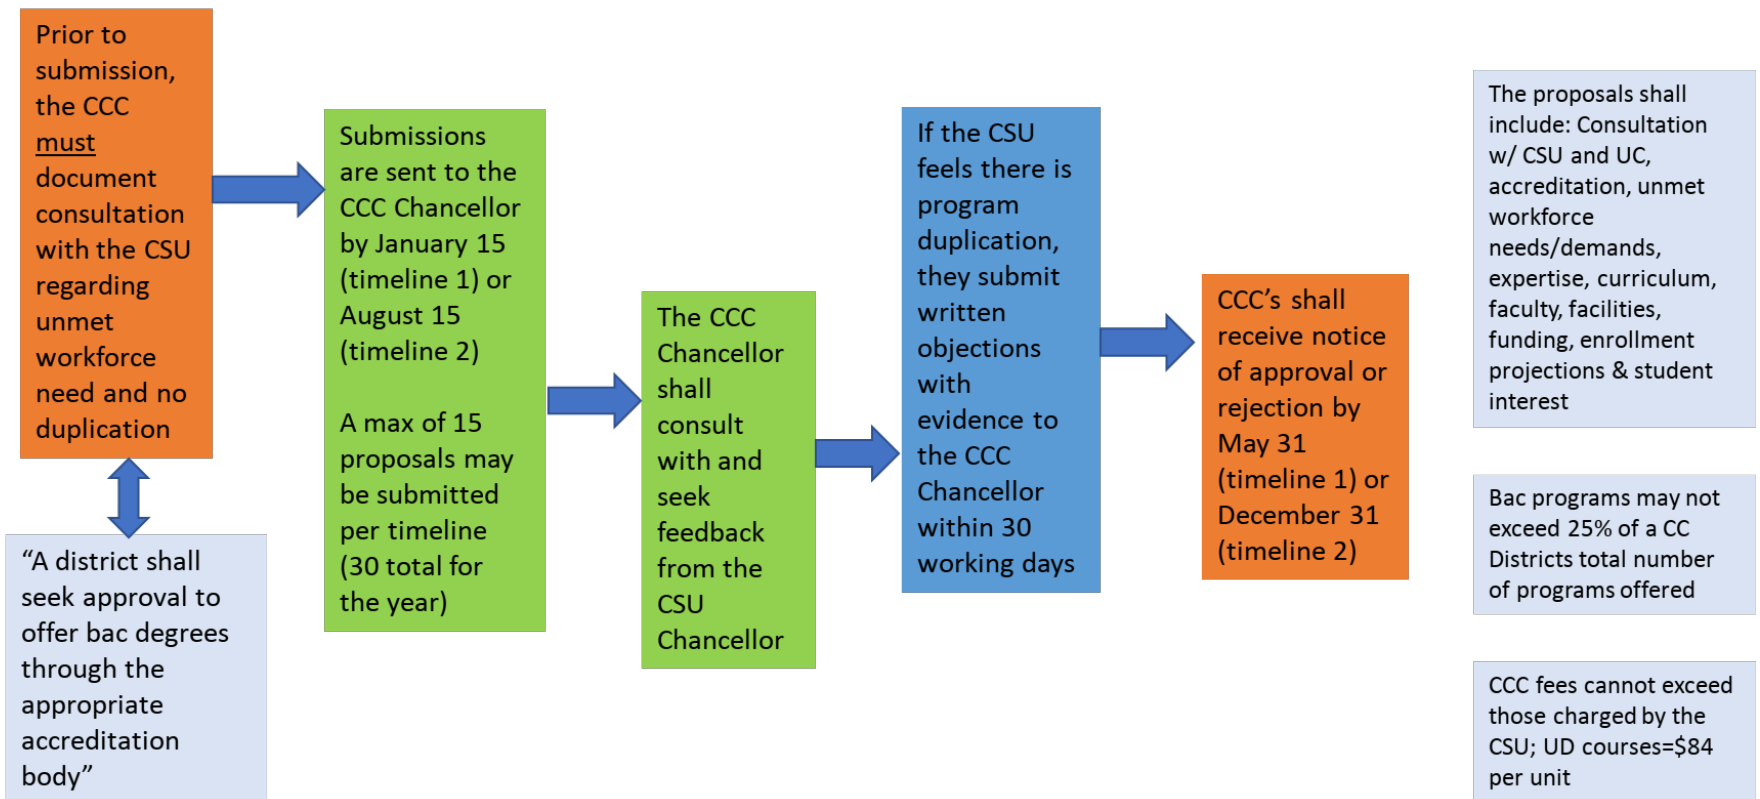 Prior to
submission,
the CCC
must
document
consultation
with the CSU
regarding
unmet
workforce
need and no
duplication
“A district shall
seek approval to
offer bac degrees
through the
appropriate
accreditation
body”
Submissions
are sent to the
CCC Chancellor
by January 15
(timeline 1) or
August 15
(timeline 2)
A max of 15
proposals may
be submitted
per timeline
(30 total for
the year)
The CCC
Chancellor
shall
consult
with and
seek
feedback
from the
CSU
Chancellor
If the CSU
feels there is
program
duplication,
they submit
written
objections
with
evidence to
the CCC
Chancellor
within 30
working days
CCC’s shall
receive notice
of approval or
rejection by
May 31
(timeline 1) or
December 31
(timeline 2)
The proposals shall
include: Consultation
w/ CSU and UC,
accreditation, unmet
workforce
needs/demands,
expertise, curriculum,
faculty, facilities,
funding, enrollment
projections & student
interest
Bac programs may not
exceed 25% of a CC
Districts total number
of programs offered
CCC fees cannot exceed
those charged by the
CSU; UD courses=$84
per unit